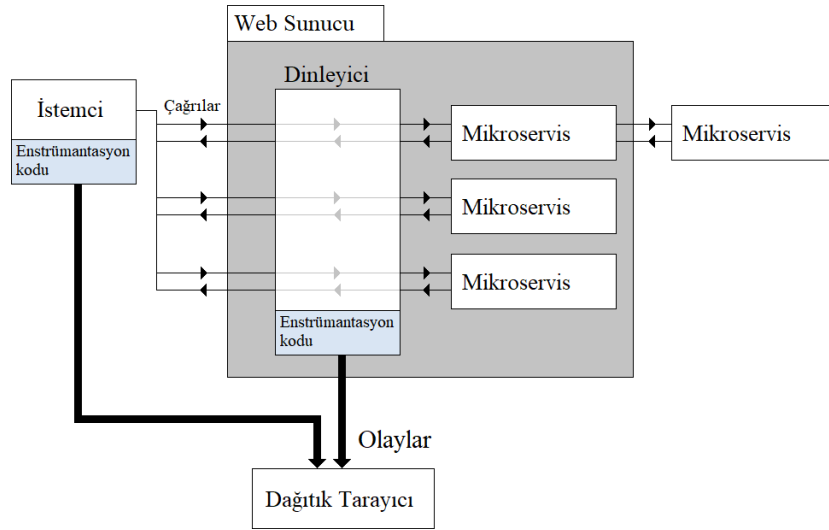 Web Sunucu
Dinleyici
İstemci
Çağrılar
Enstrümantasyon
kodu
Mikroservis
Mikroservis
Mikroservis
Mikroservis
Enstrümantasyon
kodu
Olaylar
Dağıtık Tarayıcı